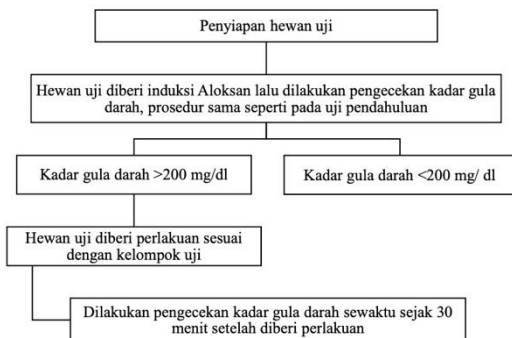 Penyiapan hewan uji
Hewan uji diberi induksi Aloksan lalu dilakukan pengecekan kadar gula
darah, prosedur sama seperti pada uji pendahuluan
Kadar gula darah >200 mg/dl
Kadar gula darah <200 mg/ dl
Hewan uji diberi perlakuan sesuai
dengan kelompok uji
Dilakukan pengecekan kadar gula darah sewaktu sejak 30
menit setelah diberi perlakuan